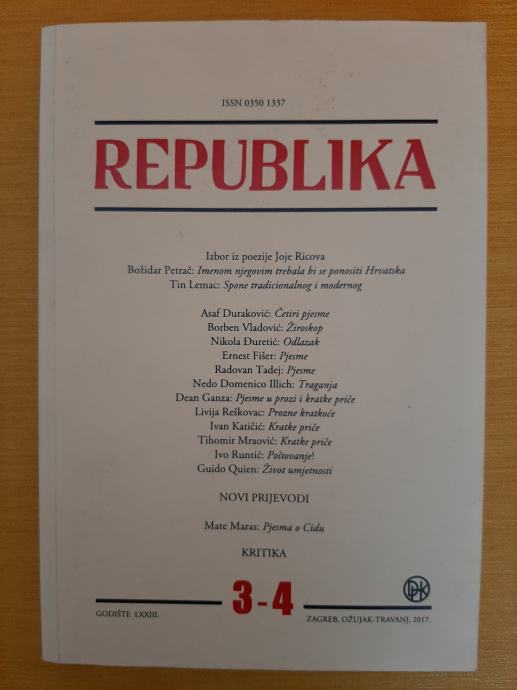 ISSN 0350 1337
REPUBLIKA
Izbor iz poezije Joje Ricova
Božidar Petrač: Imenom njegovim trebala bi se ponositi Hrvatska
Tin Lemac: Spone tradicionalnog i modernog
Asaf Duraković: Četiri pjesme
Borben Vladović: Žiroskop
Nikola Đuretić: Odlazak
Ernest Fišer: Pjesme
Radovan Tadej: Pjesme
Nedo Domenico Illich: Traganja
Dean Ganza: Pjesme u prozi i kratke priče
Livija Reškovac: Prozne kratkoće
Ivan Katičić: Kratke priče
Tihomir Mraović: Kratke priče
Ivo Runtić: Poštovanje!
Guido Quien: Život umjetnosti
NOVI PRIJEVODI
Mate Maras: Pjesma o Cidu
KRITIKA
GODIŠTE LXXIII.
3-4
DHK
ZAGREB, OŽUJAK-TRAVANJ, 2017.